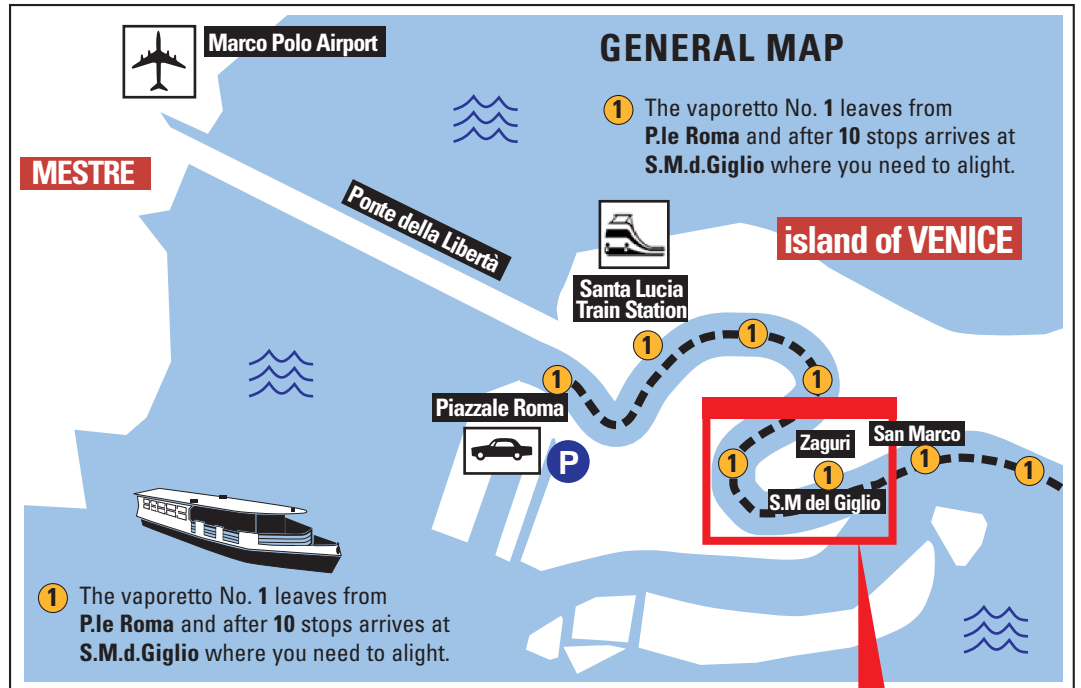 Marco Polo Airport
GENERAL MAP
1 The vaporetto No. 1 leaves from
P.le Roma and after 10 stops arrives at
S.M.d.Giglio where you need to alight.
MESTRE
Ponte della Libertà
island of VENICE
Santa Lucia
Train Station
1
1
1
1
Piazzale Roma
P
Zaguri
San Marco
1
1
1
1
S.M del Giglio
1 The vaporetto No. 1 leaves from
P.le Roma and after 10 stops arrives at
S.M.d.Giglio where you need to alight.